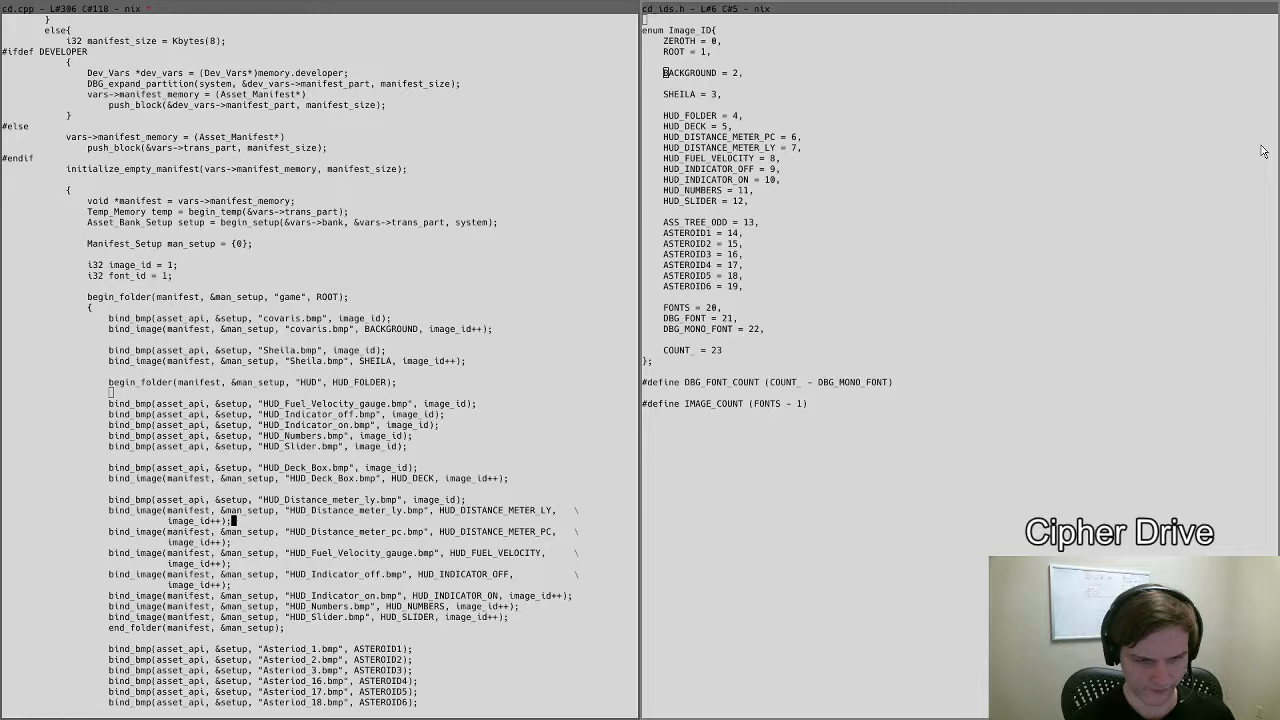 cd.cpp - L#306 C#118 - nix *
}
else{
i32 manifest_size = Kbytes(8);
#ifdef DEVELOPER
{
Dev_Vars *dev_vars = (Dev_Vars*)memory.developer;
DBG_expand_partition(system, &dev_vars->manifest_part, manifest_size);
vars->manifest_memory = (Asset_Manifest*)
push_block(&dev_vars->manifest_part, manifest_size);
}
#else
vars->manifest_memory = (Asset_Manifest*)
push_block(&vars->trans_part, manifest_size);
#endif
initialize_empty_manifest(vars->manifest_memory, manifest_size);
{
void *manifest = vars->manifest_memory;
Temp_Memory temp = begin_temp(&vars->trans_part);
Asset_Bank_Setup setup = begin_setup(&vars->bank, &vars->trans_part, system);
Manifest_Setup man_setup = {0};
i32 image_id = 1;
i32 font_id = 1;
begin_folder(manifest, &man_setup, "game", ROOT);
{
bind_bmp(asset_api, &setup, "covaris.bmp", image_id);
bind_image(manifest, &man_setup, "covaris.bmp", BACKGROUND, image_id++);
bind_bmp(asset_api, &setup, "Sheila.bmp", image_id);
bind_image(manifest, &man_setup, "Sheila.bmp", SHEILA, image_id++);
begin_folder(manifest, &man_setup, "HUD", HUD_FOLDER);
bind_bmp(asset_api, &setup, "HUD_Fuel_Velocity_gauge.bmp", image_id);
bind_bmp(asset_api, &setup, "HUD_Indicator_off.bmp", image_id);
bind_bmp(asset_api, &setup, "HUD_Indicator_on.bmp", image_id);
bind_bmp(asset_api, &setup, "HUD_Numbers.bmp", image_id);
bind_bmp(asset_api, &setup, "HUD_Slider.bmp", image_id);
bind_bmp(asset_api, &setup, "HUD_Deck_Box.bmp", image_id);
bind_image(manifest, &man_setup, "HUD_Deck_Box.bmp", HUD_DECK, image_id++);
bind_bmp(asset_api, &setup, "HUD_Distance_meter_ly.bmp", image_id);
bind_image(manifest, &man_setup, "HUD_Distance_meter_ly.bmp", HUD_DISTANCE_METER_LY, \
image_id++);
bind_image(manifest, &man_setup, "HUD_Distance_meter_pc.bmp", HUD_DISTANCE_METER_PC, \
image_id++);
bind_image(manifest, &man_setup, "HUD_Fuel_Velocity_gauge.bmp", HUD_FUEL_VELOCITY, \
image_id++);
bind_image(manifest, &man_setup, "HUD_Indicator_off.bmp", HUD_INDICATOR_OFF, \
image_id++);
bind_image(manifest, &man_setup, "HUD_Indicator_on.bmp", HUD_INDICATOR_ON, image_id++);
bind_image(manifest, &man_setup, "HUD_Numbers.bmp", HUD_NUMBERS, image_id++);
bind_image(manifest, &man_setup, "HUD_Slider.bmp", HUD_SLIDER, image_id++);
end_folder(manifest, &man_setup);
bind_bmp(asset_api, &setup, "Asteriod_1.bmp", ASTEROID1);
bind_bmp(asset_api, &setup, "Asteriod_2.bmp", ASTEROID2);
bind_bmp(asset_api, &setup, "Asteriod_3.bmp", ASTEROID3);
bind_bmp(asset_api, &setup, "Asteriod_16.bmp", ASTEROID4);
bind_bmp(asset_api, &setup, "Asteriod_17.bmp", ASTEROID5);
bind_bmp(asset_api, &setup, "Asteriod_18.bmp", ASTEROID6);
cd_ids.h - L#6 C#5 - nix
enum Image_ID{
ZEROTH = 0,
ROOT = 1,
BACKGROUND = 2,
SHEILA = 3,
HUD_FOLDER = 4,
HUD_DECK = 5,
HUD_DISTANCE_METER_PC = 6,
HUD_DISTANCE_METER_LY = 7,
HUD_FUEL_VELOCITY = 8,
HUD_INDICATOR_OFF = 9,
HUD_INDICATOR_ON = 10,
HUD_NUMBERS = 11,
HUD_SLIDER = 12,
ASS_TREE_ODD = 13,
ASTEROID1 = 14,
ASTEROID2 = 15,
ASTEROID3 = 16,
ASTEROID4 = 17,
ASTEROID5 = 18,
ASTEROID6 = 19,
FONTS = 20,
DBG_FONT = 21,
DBG_MONO_FONT = 22,
COUNT_ = 23
};
#define DBG_FONT_COUNT (COUNT_ - DBG_MONO_FONT)
#define IMAGE_COUNT (FONTS - 1)
Cipher Drive